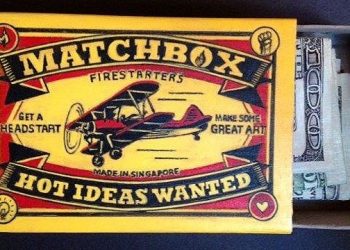 MATCHBOX
FIRESTARTERS
GET A
HEADSTART
MAKE SOME
GREAT ART
MADE IN SINGAPORE
HOT IDEAS WANTED